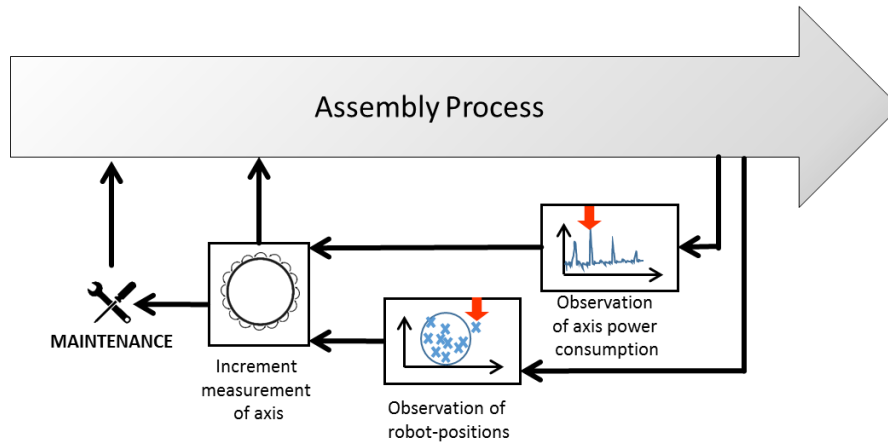 Assembly Process
Observation
of axis power
consumption
MAINTENANCE
Increment
measurement
of axis
Observation of
robot-positions